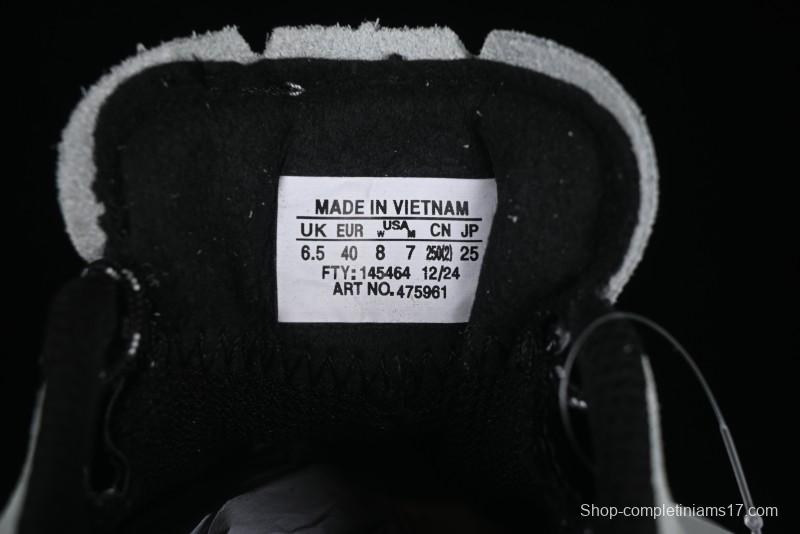 MADE IN VIETNAM
UK EUR W USA M CN JP
6.5 40 8 7 250(2) 25
FTY: 145464 12/24
ART NO. 475961
Shop-completiniams17.com